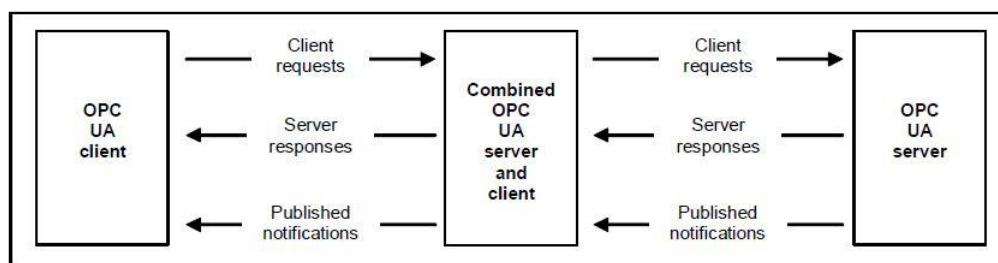 OPC
UA
client
Client
requests
Server
responses
Published
notifications
Combined
OPC
UA
server
and
client
Client
requests
Server
responses
Published
notifications
OPC
UA
server